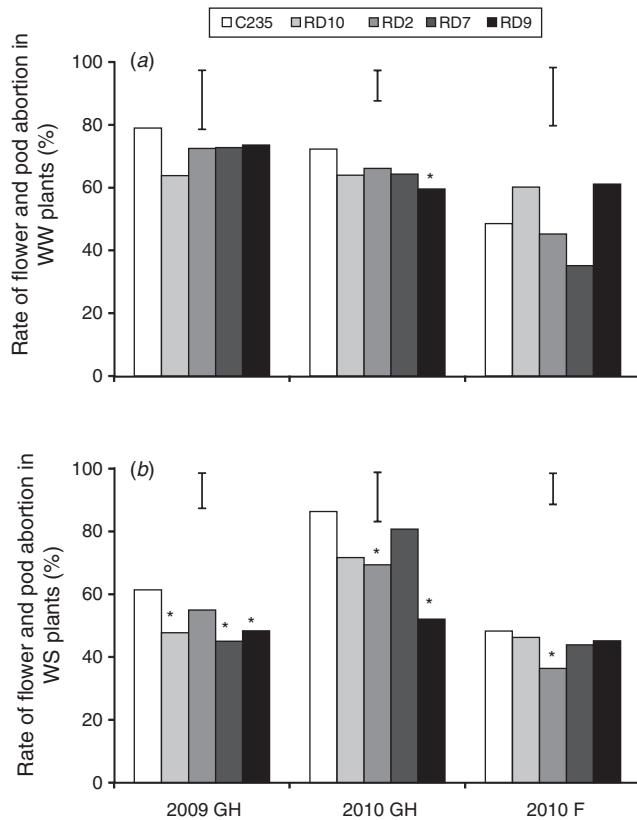 C235 RD10 RD2 RD7 RD9
(a)
Rate of flower and pod abortion in
WW plants (%)
100
80
60
40
20
0
*
(b)
Rate of flower and pod abortion in
WS plants (%)
100
80
60
40
20
0
* * *
* *
*
2009 GH 2010 GH 2010 F